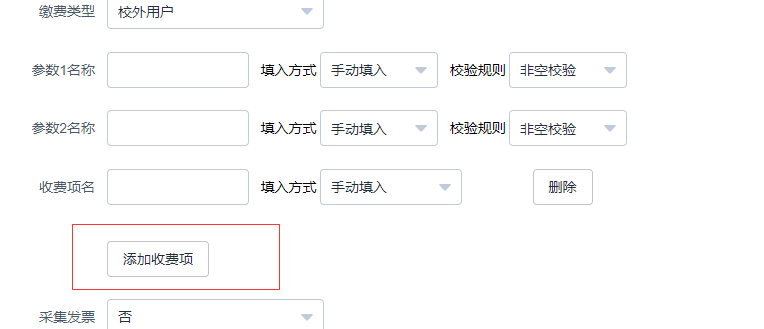 缴费类型 校外用户
参数1名称 填入方式 手动填入 校验规则 非空校验
参数2名称 填入方式 手动填入 校验规则 非空校验
收费项名 填入方式 手动填入 删除
添加收费项
采集发票 否